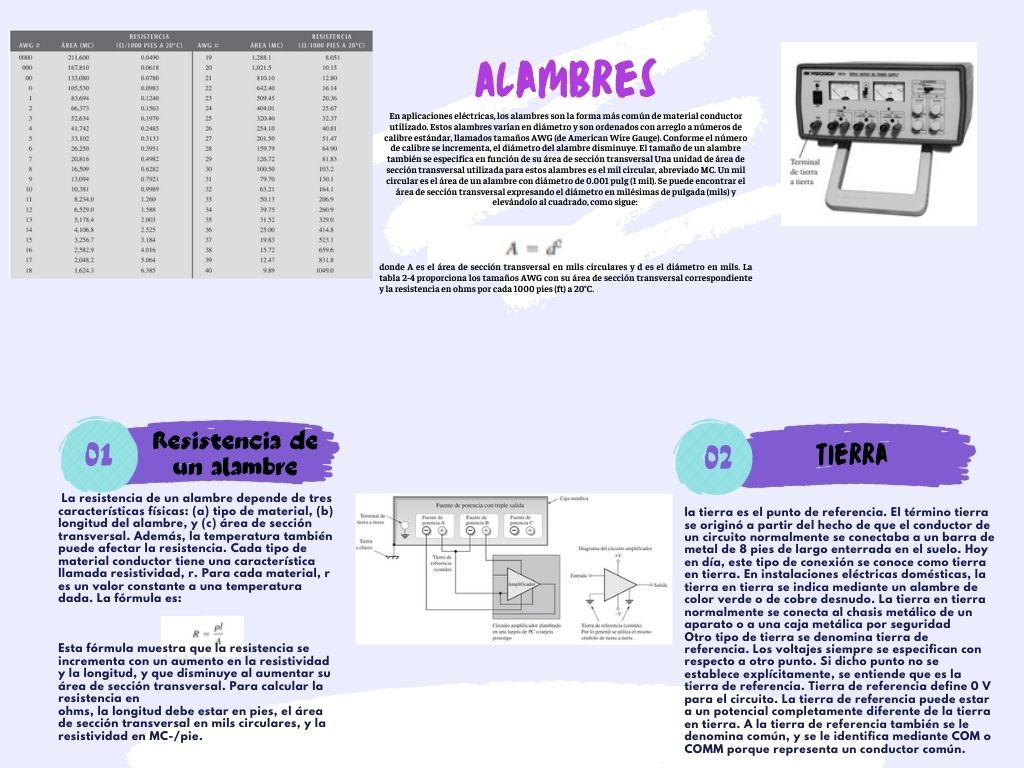 RESISTENCIA RESISTENCIA
AWG # ÁREA (MC) (Ω/1000 PIES A 20°C) AWG # ÁREA (MC) (Ω/1000 PIES A 20°C)
0000 211,600 0.0490 19 1,288.1 8.051
000 167,810 0.0618 20 1,021.5 10.15
00 133,080 0.0780 21 810.10 12.80
0 105,530 0.0983 22 642.40 16.14
1 83,694 0.1240 23 509.45 20.36
2 66,373 0.1563 24 404.01 25.67
3 52,634 0.1970 25 320.40 32.37
4 41,742 0.2485 26 254.10 40.81
5 33,102 0.3133 27 201.50 51.47
6 26,250 0.3951 28 159.79 64.90
7 20,816 0.4982 29 126.72 81.83
8 16,509 0.6282 30 100.50 103.2
9 13,094 0.7921 31 79.70 130.1
10 10,381 0.9989 32 63.21 164.1
11 8,234.0 1.260 33 50.13 206.9
12 6,529.0 1.588 34 39.75 260.9
13 5,178.4 2.003 35 31.52 329.0
14 4,106.8 2.525 36 25.00 414.8
15 3,256.7 3.184 37 19.83 523.1
16 2,582.9 4.016 38 15.72 659.6
17 2,048.2 5.064 39 12.47 831.8
18 1,624.3 6.385 40 9.89 1049.0
ALAMBRES
En aplicaciones eléctricas, los alambres son la forma más común de material conductor
utilizado. Estos alambres varían en diámetro y son ordenados con arreglo a números de
calibre estándar, llamados tamaños AWG (de American Wire Gauge). Conforme el número
de calibre se incrementa, el diámetro del alambre disminuye. El tamaño de un alambre
también se especifica en función de su área de sección transversal Una unidad de área de
sección transversal utilizada para estos alambres es el mil circular, abreviado MC. Un mil
circular es el área de un alambre con diámetro de 0.001 pulg (1 mil). Se puede encontrar el
área de sección transversal expresando el diámetro en milésimas de pulgada (mils) y
elevándolo al cuadrado, como sigue:
A = d²
donde A es el área de sección transversal en mils circulares y d es el diámetro en mils. La
tabla 2-4 proporciona los tamaños AWG con su área de sección transversal correspondiente
y la resistencia en ohms por cada 1000 pies (ft) a 20°C.
BK PRECISION
Terminal
de tierra
a tierra
01
Resistencia de
un alambre
La resistencia de un alambre depende de tres
características físicas: (a) tipo de material, (b)
longitud del alambre, y (c) área de sección
transversal. Además, la temperatura también
puede afectar la resistencia. Cada tipo de
material conductor tiene una característica
llamada resistividad, r. Para cada material, r
es un valor constante a una temperatura
dada. La fórmula es:
R = ρl/A
Esta fórmula muestra que la resistencia se
incrementa con un aumento en la resistividad
y la longitud, y que disminuye al aumentar su
área de sección transversal. Para calcular la
resistencia en
ohms, la longitud debe estar en pies, el área
de sección transversal en mils circulares, y la
resistividad en MC-/pie.
Fuente de potencia con triple salida
Caja metálica
Terminal de
tierra a tierra
Fuente de
potencia A
Fuente de
potencia B
Fuente de
potencia C
Tierra
a chasis
Tierra de
referencia
(común)
Amplificador
Circuito amplificador alambrado
en una tarjeta de PC o tarjeta
prototipo
Diagrama del circuito amplificador
+V
Entrada
Salida
-V
Tierra de referencia (común).
Por lo general se utiliza el mismo
símbolo de tierra a tierra
02
TIERRA
la tierra es el punto de referencia. El término tierra
se originó a partir del hecho de que el conductor de
un circuito normalmente se conectaba a un barra de
metal de 8 pies de largo enterrada en el suelo. Hoy
en día, este tipo de conexión se conoce como tierra
en tierra. En instalaciones eléctricas domésticas, la
tierra en tierra se indica mediante un alambre de
color verde o de cobre desnudo. La tierra en tierra
normalmente se conecta al chasis metálico de un
aparato o a una caja metálica por seguridad
Otro tipo de tierra se denomina tierra de
referencia. Los voltajes siempre se especifican con
respecto a otro punto. Si dicho punto no se
establece explícitamente, se entiende que es la
tierra de referencia. Tierra de referencia define 0 V
para el circuito. La tierra de referencia puede estar
a un potencial completamente diferente de la tierra
en tierra. A la tierra de referencia también se le
denomina común, y se le identifica mediante COM o
COMM porque representa un conductor común.